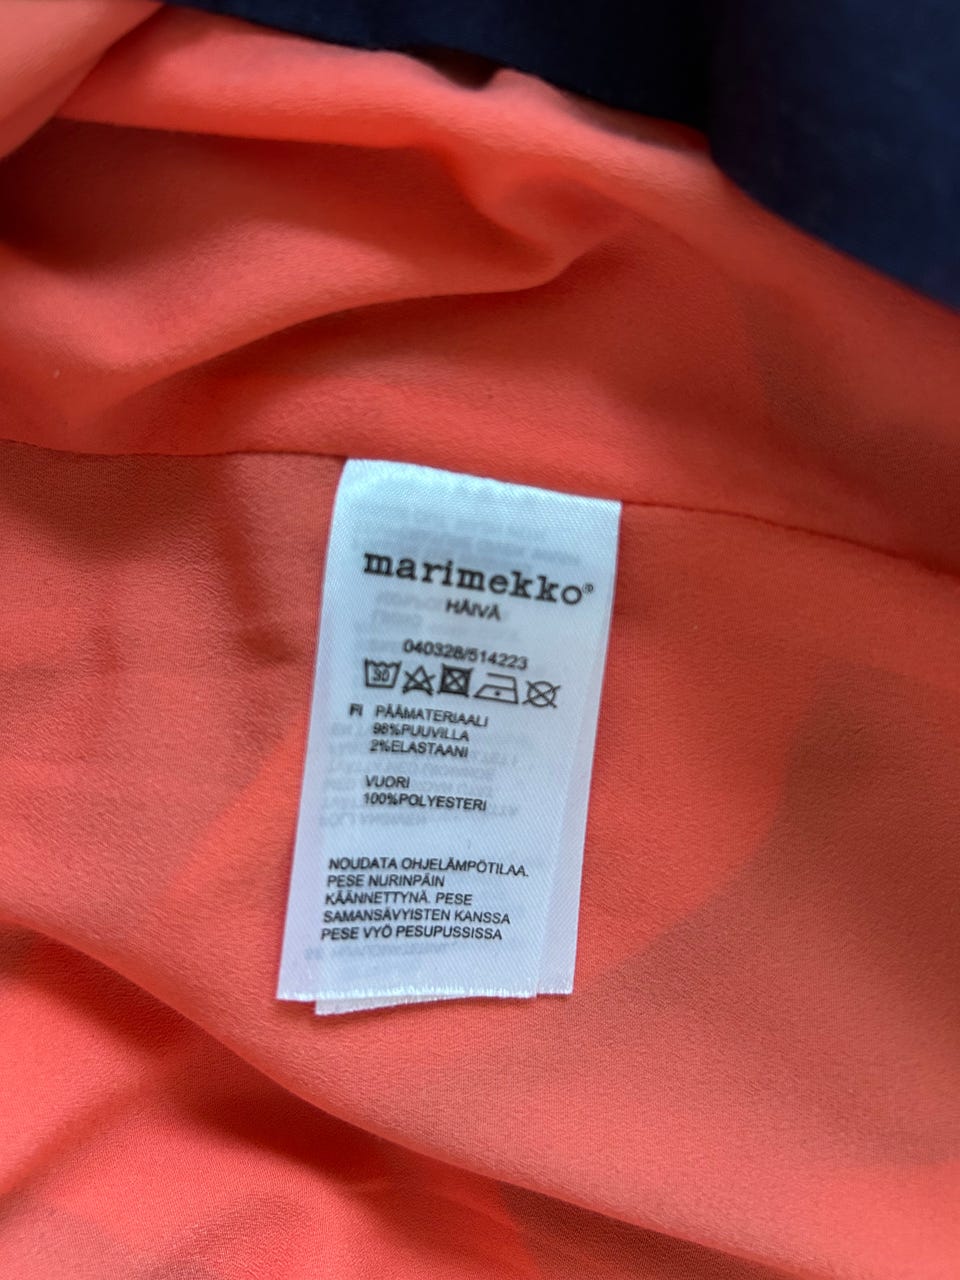 marimekko®
HÄIVÄ
040328/514223
30
FI PÄÄMATERIAALI
98%PUUVILLA
2%ELASTAANI
VUORI
100%POLYESTERI
NOUDATA OHJELÄMPÖTILAA.
PESE NURINPÄIN
KÄÄNNETTYNÄ. PESE
SAMANSÄVYISTEN KANSSA
PESE VYÖ PESUPUSSISSA